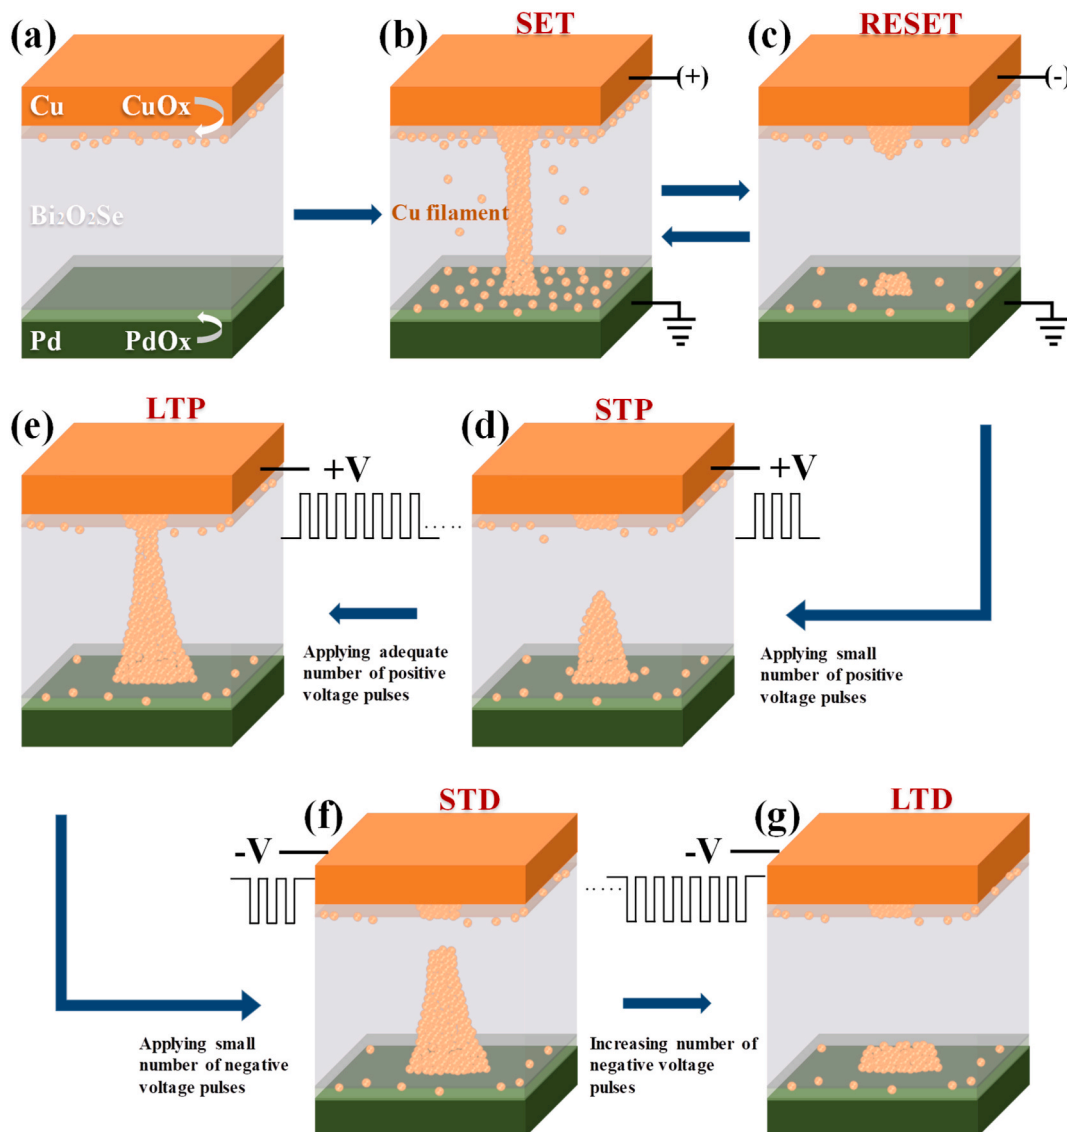 (a)
Cu
CuOx
Bi₂O₂Se
Pd
PdOx
(b)
SET
(+)
Cu filament
(c)
RESET
(-)
(e)
LTP
+V
.....
Applying adequate
number of positive
voltage pulses
(d)
STP
+V
Applying small
number of positive
voltage pulses
(f)
STD
-V
Applying small
number of negative
voltage pulses
(g)
LTD
-V
.....
Increasing number of
negative voltage
pulses